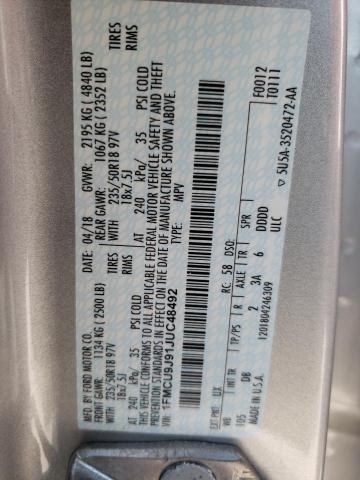 MFD. BY FORD MOTOR CO.
DATE: 04/18 GVWR: 2195 KG ( 4840 LB)
FRONT GAWR: 1134 KG ( 2500 LB) REAR GAWR: 1067 KG ( 2352 LB)
WITH 235/50R18 97V TIRES WITH 235/50R18 97V TIRES
18x7.5J RIMS 18x7.5J RIMS
AT 240 kPa/ 35 PSI COLD AT 240 kPa/ 35 PSI COLD
THIS VEHICLE CONFORMS TO ALL APPLICABLE FEDERAL MOTOR VEHICLE SAFETY AND THEFT
PREVENTION STANDARDS IN EFFECT ON THE DATE OF MANUFACTURE SHOWN ABOVE.
VIN: 1FMCU9J91JUC48492 TYPE: MPV
F0012
T0111
EXT PNT: UX RC: 58 DSO:
WB INT TR TP/PS R AXLE TR SPR
105 DB 2 3A 6 DDDD
MADE IN U.S.A. ULC
1201804246309
▽ 5U5A-3520472-AA